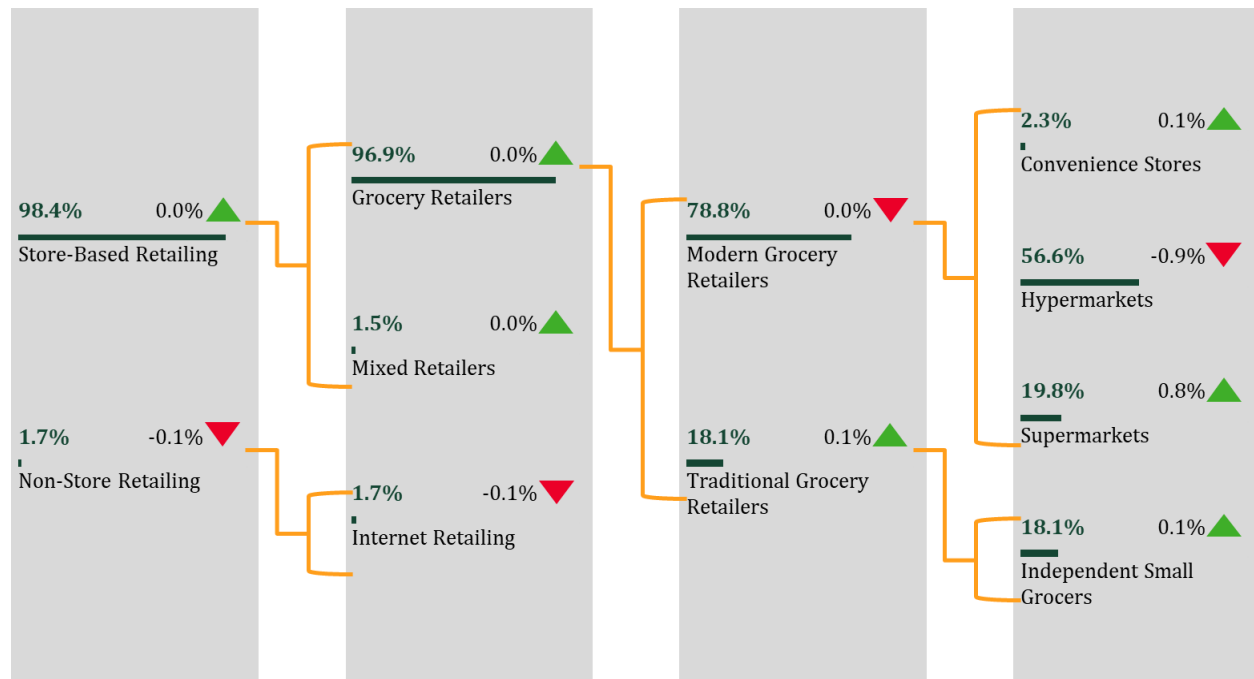 98.4% 0.0%
Store-Based Retailing
1.7% -0.1%
Non-Store Retailing
96.9% 0.0%
Grocery Retailers
1.5% 0.0%
Mixed Retailers
1.7% -0.1%
Internet Retailing
78.8% 0.0%
Modern Grocery
Retailers
18.1% 0.1%
Traditional Grocery
Retailers
2.3% 0.1%
Convenience Stores
56.6% -0.9%
Hypermarkets
19.8% 0.8%
Supermarkets
18.1% 0.1%
Independent Small
Grocers